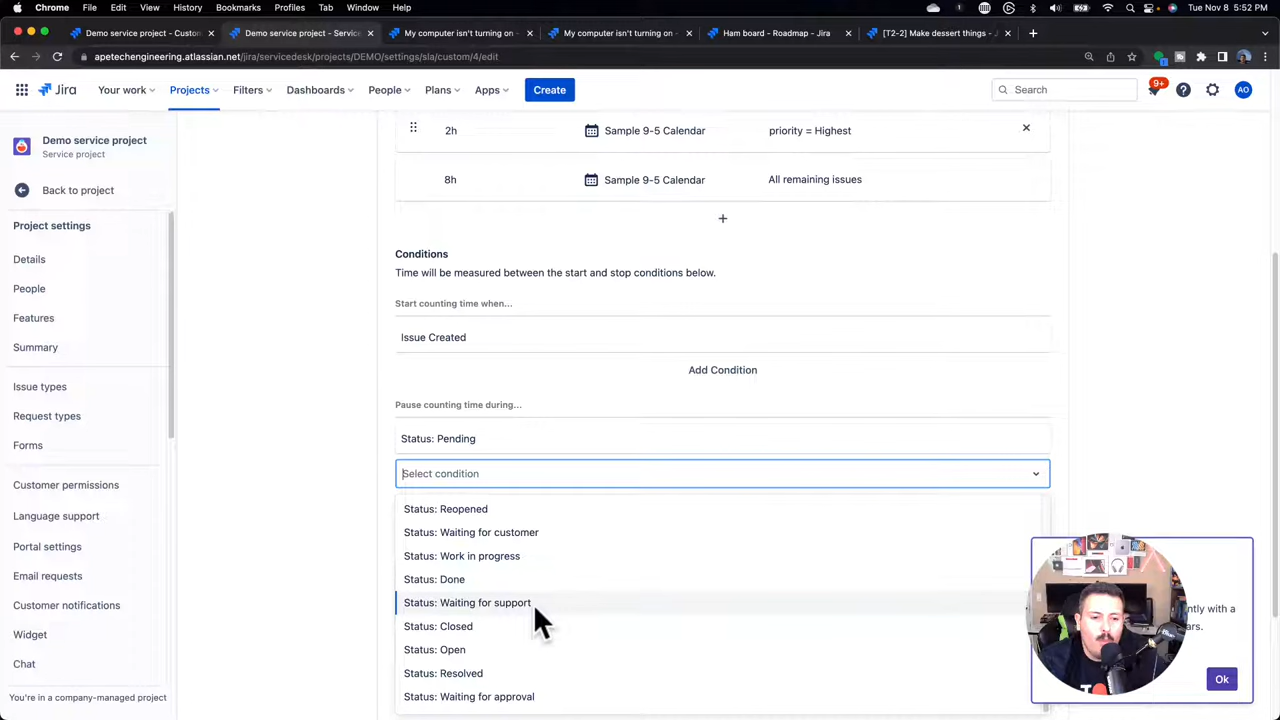 Chrome File Edit View History Bookmarks Profiles Tab Window Help Tue Nov 8 5:52 PM
Demo service project - Custom × Demo service project - Service × My computer isn't turning on - × My computer isn't turning on - × Ham board - Roadmap - Jira × [T2-2] Make dessert things - J ×
apetechengineering.atlassian.net/jira/servicedesk/projects/DEMO/settings/sla/custom/4/edit
Jira Your work Projects Filters Dashboards People Plans Apps Create Search 9+ AO
Demo service project
Service project
Back to project
Project settings
Details
People
Features
Summary
Issue types
Request types
Forms
Customer permissions
Language support
Portal settings
Email requests
Customer notifications
Widget
Chat
You're in a company-managed project
2h Sample 9-5 Calendar priority = Highest
8h Sample 9-5 Calendar All remaining issues
Conditions
Time will be measured between the start and stop conditions below.
Start counting time when...
Issue Created
Add Condition
Pause counting time during...
Status: Pending
Select condition
Status: Reopened
Status: Waiting for customer
Status: Work in progress
Status: Done
Status: Waiting for support
Status: Closed
Status: Open
Status: Resolved
Status: Waiting for approval
with a
Ok